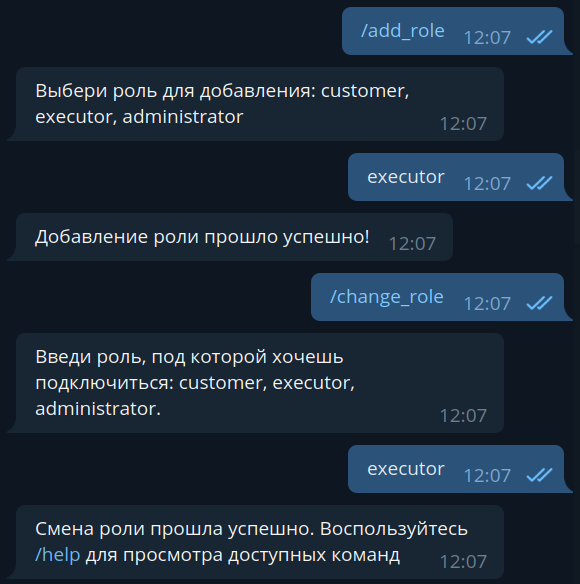 /add_role 12:07
Выбери роль для добавления: customer,
executor, administrator 12:07
executor 12:07
Добавление роли прошло успешно! 12:07
/change_role 12:07
Введи роль, под которой хочешь
подключиться: customer, executor,
administrator. 12:07
executor 12:07
Смена роли прошла успешно. Воспользуйтесь
/help для просмотра доступных команд 12:07